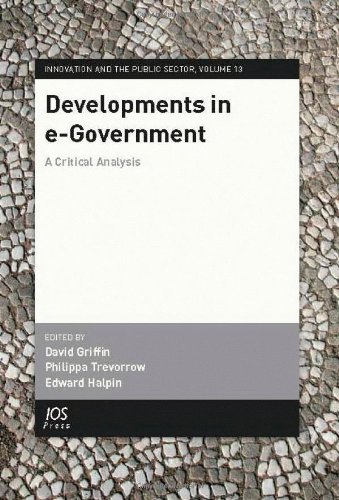 INNOVATION AND THE PUBLIC SECTOR, VOLUME 13
Developments in
e-Government
A Critical Analysis
EDITED BY
David Griffin
Philippa Trevorrow
Edward Halpin
IOS
Press